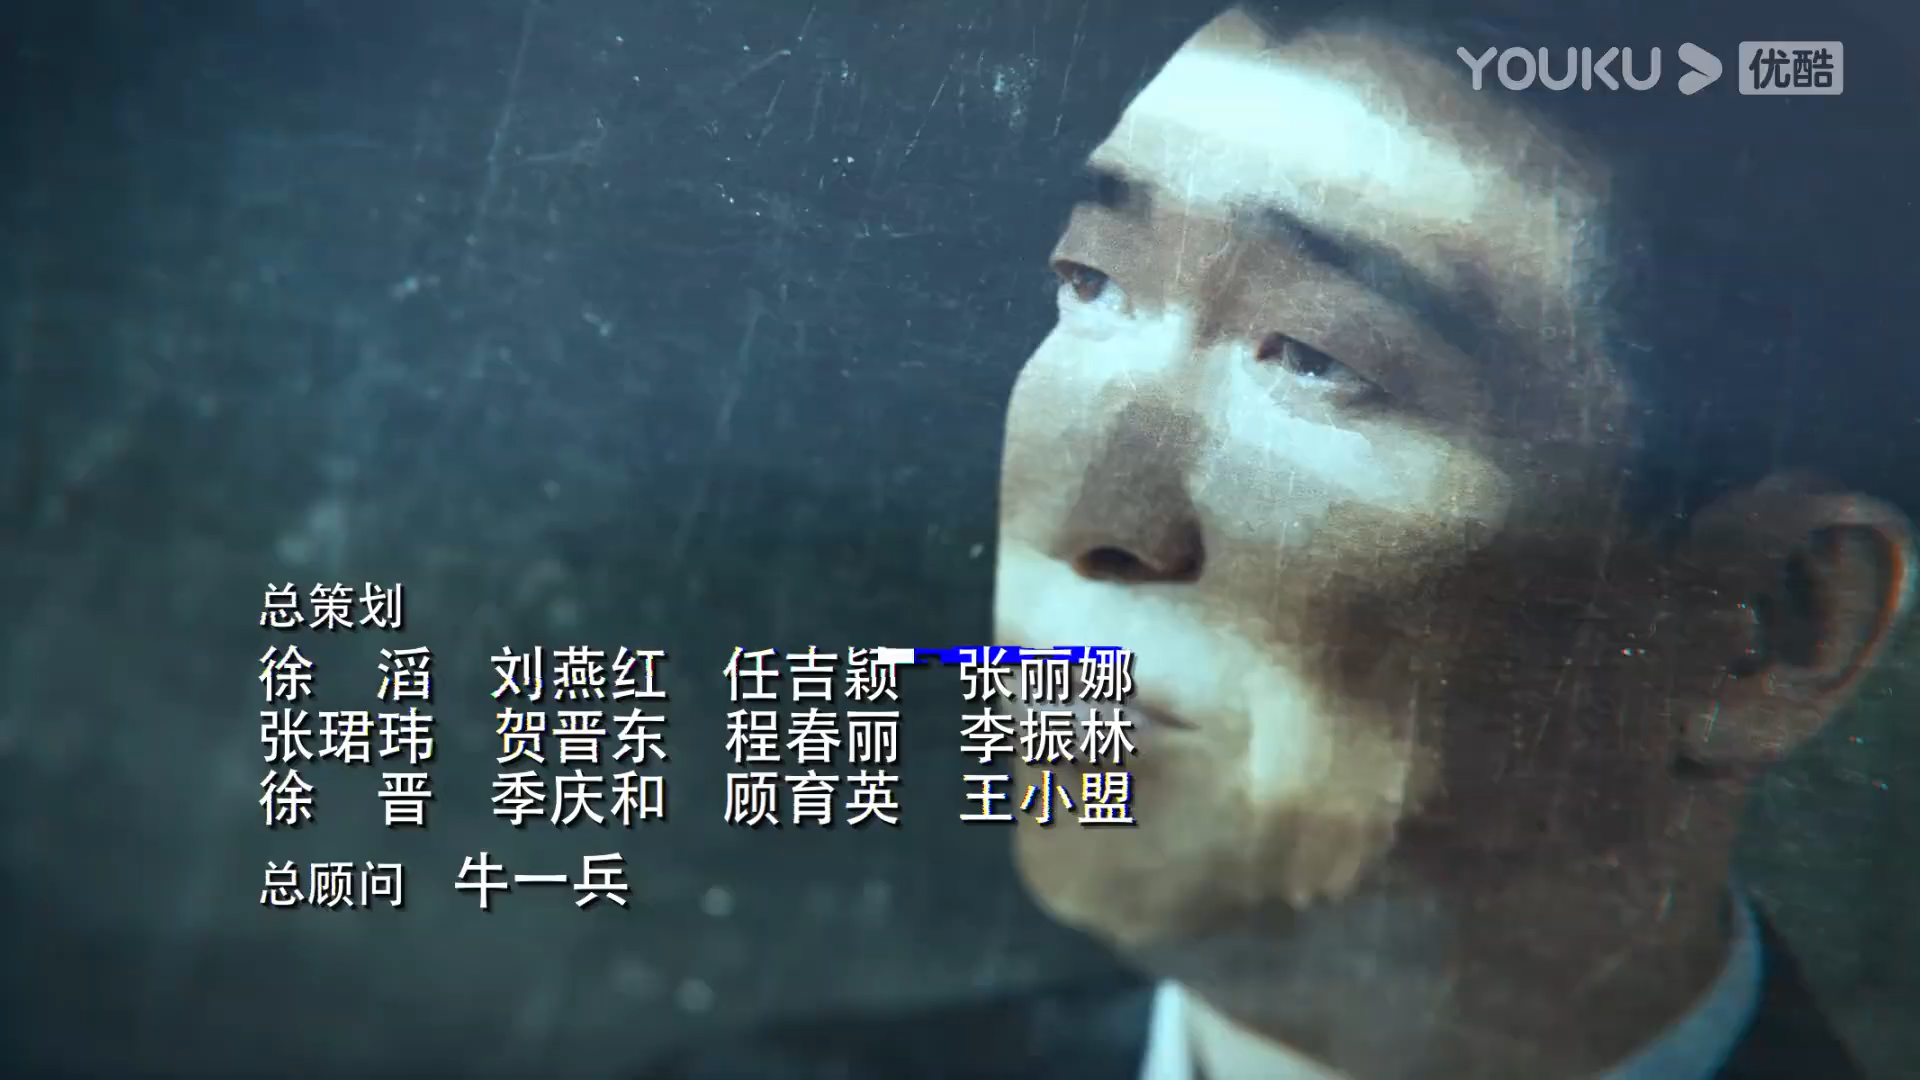 YOUKU 优酷
总策划
徐 滔 刘燕红 任吉颖 张丽娜
张珺玮 贺晋东 程春丽 李振林
徐 晋 季庆和 顾育英 王小盟
总顾问 牛一兵